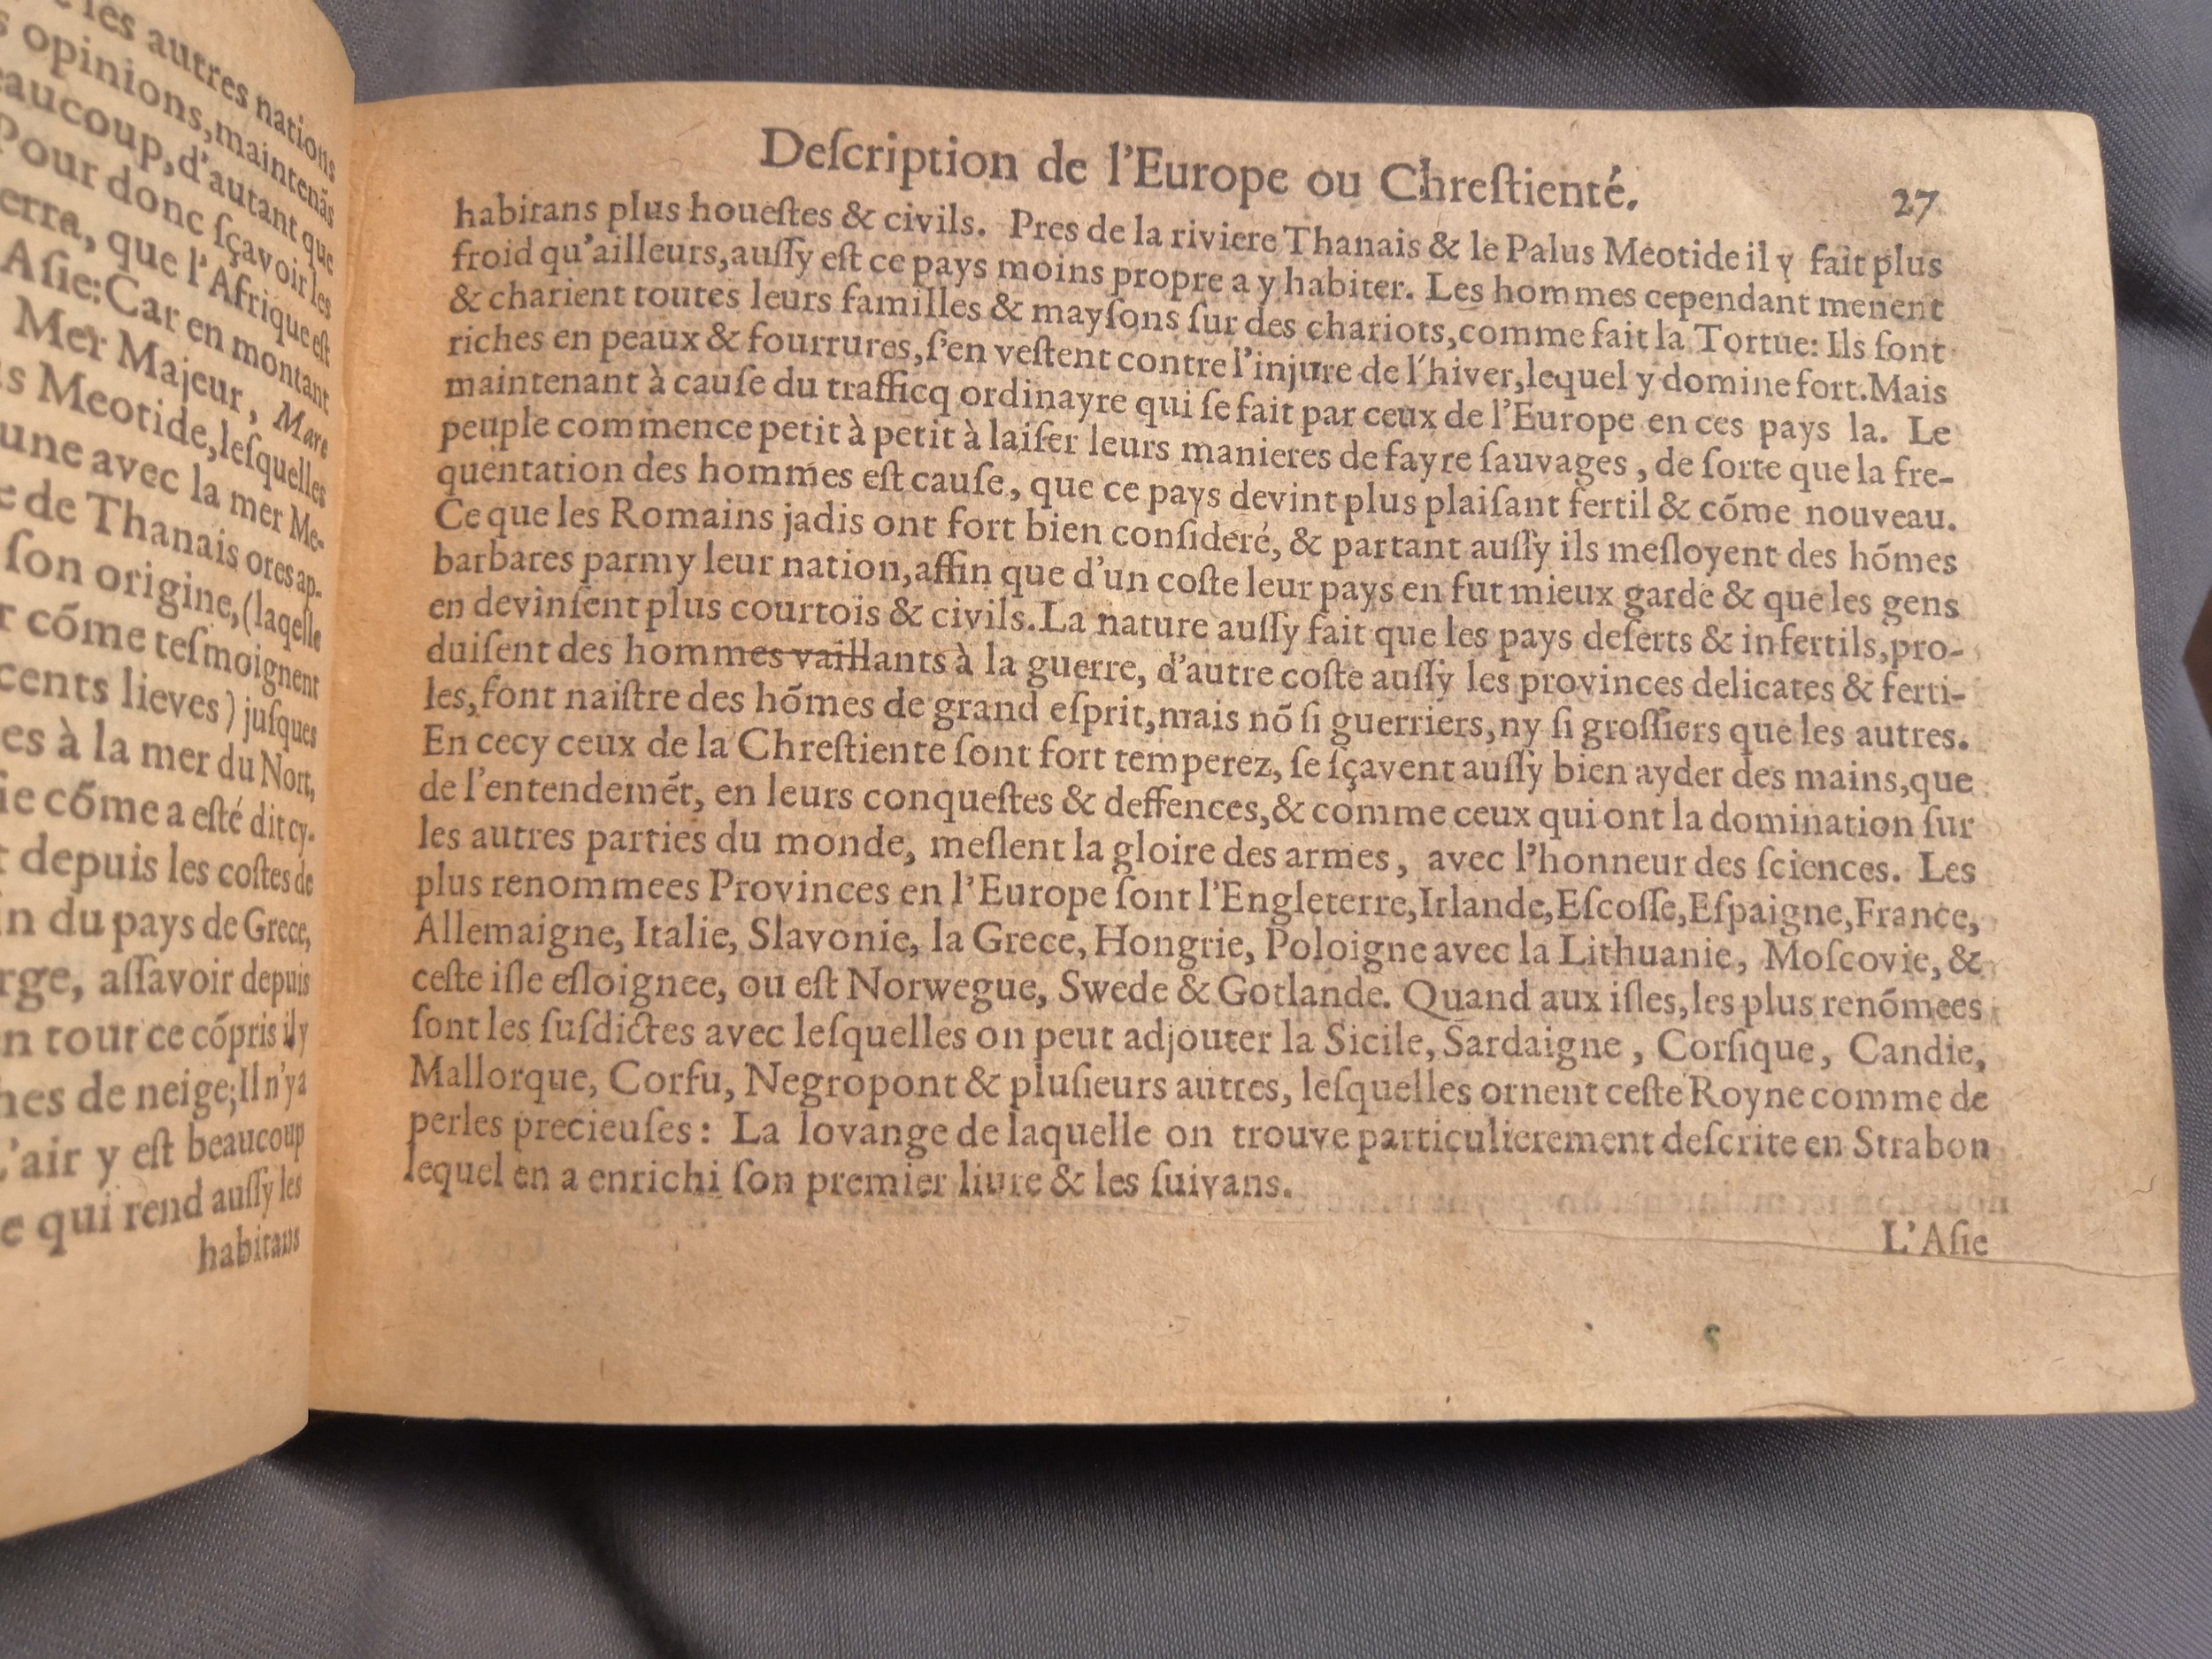 les autres nations
opinions, maintenãs
beaucoup, d'autant que
Pour donc ſçavoir les
terra, que l'Afrique eſt
Aſie: Car en montant
Mer Majeur, Mare
Meotide, leſquelles
une avec la mer Me-
de Thanais ores ap-
ſon origine, (laqelle
cõme teſmoignent
cents lieves) juſques
à la mer du Nort,
cõme a eſté dit cy-
depuis les coſtes de
du pays de Grece,
aſſavoir depuis
tout ce cõpris il y
de neige; Il n'y a
L'air y eſt beaucoup
qui rend auſſy les
habitans
Deſcription de l'Europe ou Chreſtienté. 27
habitans plus houeſtes & civils. Pres de la riviere Thanais & le Palus Meotide il y fait plus
froid qu'ailleurs, auſſy eſt ce pays moins propre a y habiter. Les hommes cependant menent
& charient toutes leurs familles & mayſons ſur des chariots, comme fait la Tortue: Ils ſont
riches en peaux & fourrures, ſ'en veſtent contre l'injure de l'hiver, lequel y domine fort. Mais
maintenant à cauſe du trafficq ordinayre qui ſe fait par ceux de l'Europe en ces pays la. Le
peuple commence petit à petit à laiſer leurs manieres de fayre ſauvages, de ſorte que la fre-
quentation des hommes eſt cauſe, que ce pays devint plus plaiſant fertil & cõme nouveau.
Ce que les Romains jadis ont fort bien conſideré, & partant auſſy ils meſloyent des hõmes
barbares parmy leur nation, affin que d'un coſte leur pays en fut mieux garde & que les gens
en devinſent plus courtois & civils. La nature auſſy fait que les pays deſerts & infertils, pro-
duiſent des hommes vaillants à la guerre, d'autre coſte auſſy les provinces delicates & ferti-
les, font naiſtre des hõmes de grand eſprit, mais nõ ſi guerriers, ny ſi groſſiers que les autres.
En cecy ceux de la Chreſtiente ſont fort temperez, ſe ſçavent auſſy bien ayder des mains, que
de l'entendemẽt, en leurs conqueſtes & deffences, & comme ceux qui ont la domination ſur
les autres parties du monde, meſlent la gloire des armes, avec l'honneur des ſciences. Les
plus renommees Provinces en l'Europe ſont l'Engleterre, Irlande, Eſcoſſe, Eſpaigne, France,
Allemaigne, Italie, Slavonie, la Grece, Hongrie, Poloigne avec la Lithuanie, Moſcovie, &
ceſte iſle eſloignee, ou eſt Norwegue, Swede & Gotlande. Quand aux iſles, les plus renõmees
ſont les ſuſdictes avec leſquelles on peut adjouter la Sicile, Sardaigne, Corſique, Candie,
Mallorque, Corfu, Negropont & pluſieurs autres, leſquelles ornent ceſte Royne comme de
perles precieuſes: La lovange de laquelle on trouve particulierement deſcrite en Strabon
lequel en a enrichi ſon premier liure & les ſuivans.
L'Aſie